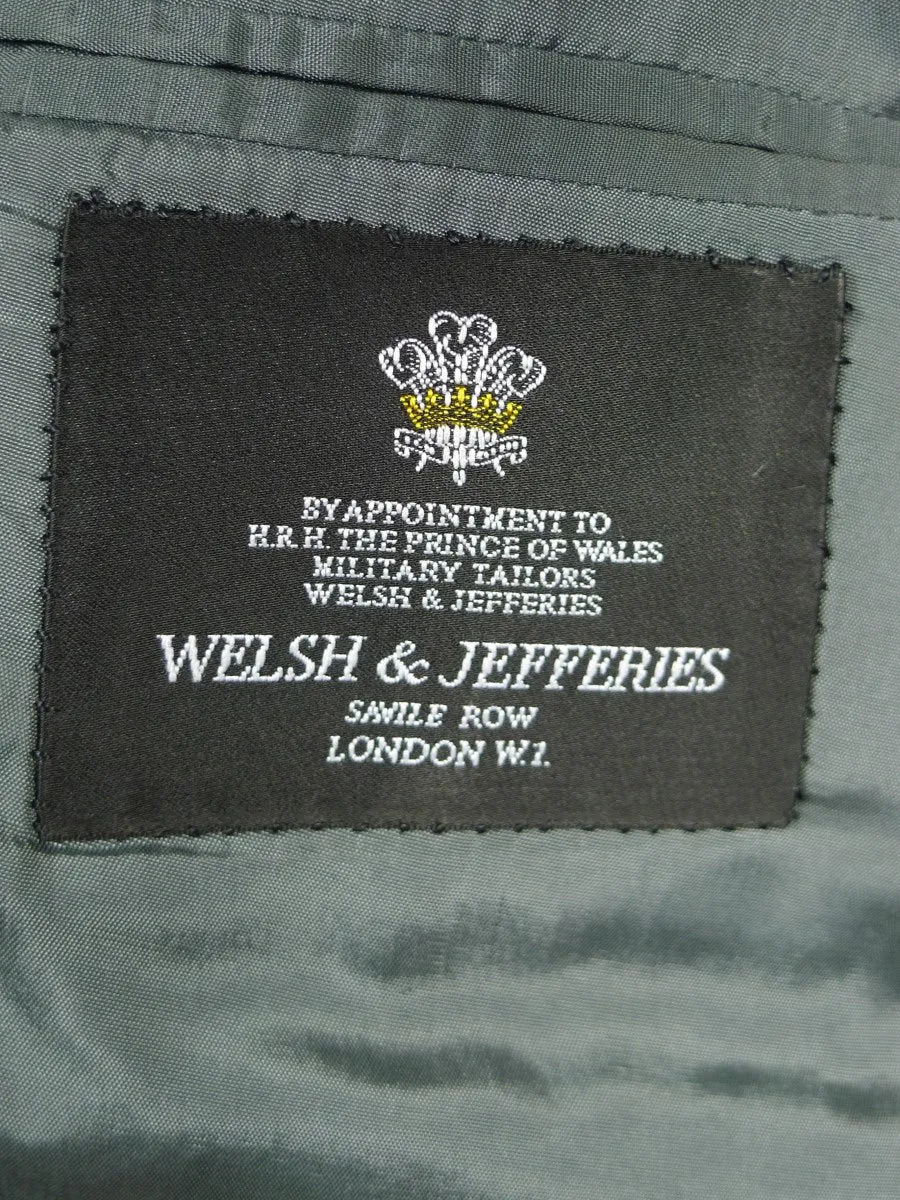 BY APPOINTMENT TO
H.R.H. THE PRINCE OF WALES
MILITARY TAILORS
WELSH & JEFFERIES
WELSH & JEFFERIES
SAVILE ROW
LONDON W.1.